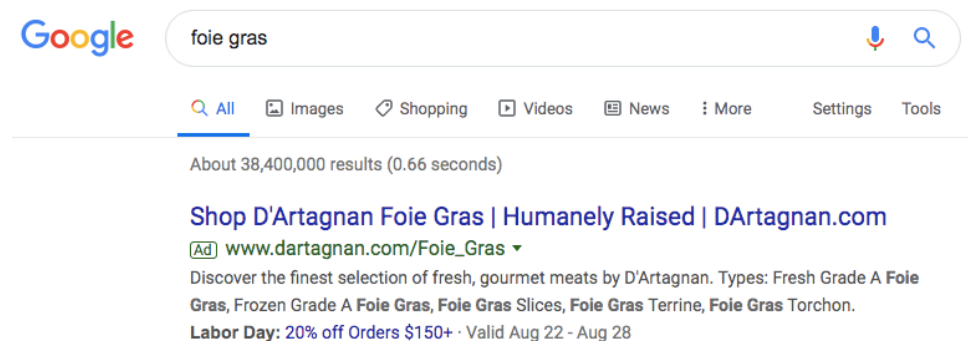 Google
foie gras
All Images Shopping Videos News More Settings Tools
About 38,400,000 results (0.66 seconds)
Shop D'Artagnan Foie Gras | Humanely Raised | DArtagnan.com
Ad www.dartagnan.com/Foie_Gras
Discover the finest selection of fresh, gourmet meats by D'Artagnan. Types: Fresh Grade A Foie
Gras, Frozen Grade A Foie Gras, Foie Gras Slices, Foie Gras Terrine, Foie Gras Torchon.
Labor Day: 20% off Orders $150+ · Valid Aug 22 - Aug 28